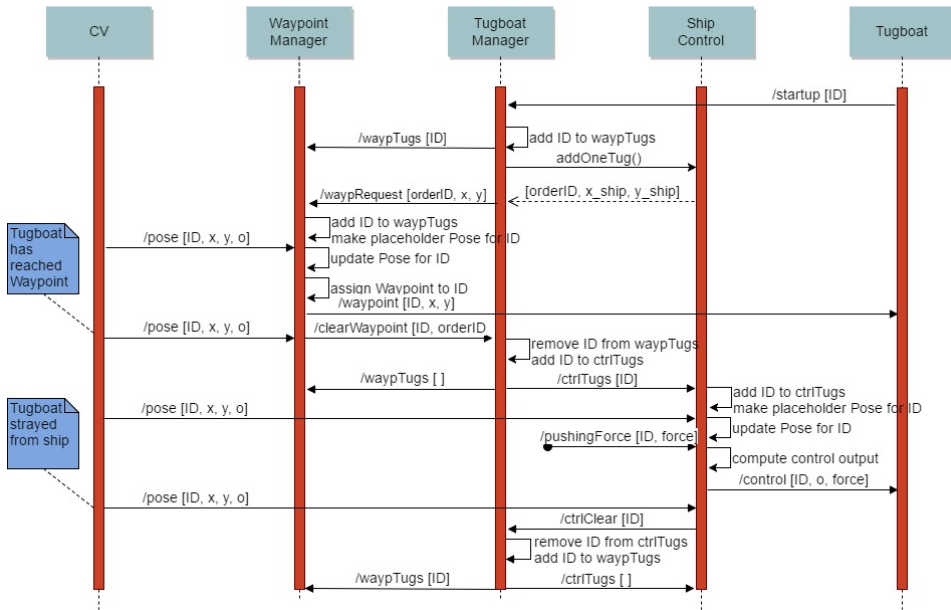 CV
Waypoint
Manager
Tugboat
Manager
Ship
Control
Tugboat
/startup [ID]
add ID to waypTugs
/waypTugs [ID]
addOneTug()
[orderID, x_ship, y_ship]
/waypRequest [orderID, x, y]
add ID to waypTugs
make placeholder Pose for ID
Tugboat
has
reached
Waypoint
/pose [ID, x, y, o]
update Pose for ID
assign Waypoint to ID
/waypoint [ID, x, y]
/pose [ID, x, y, o]
/clearWaypoint [ID, orderID
remove ID from waypTugs
add ID to ctrlTugs
/waypTugs [ ]
/ctrlTugs [ID]
add ID to ctrlTugs
make placeholder Pose for ID
Tugboat
strayed
from ship
/pose [ID, x, y, o]
update Pose for ID
/pushingForce [ID, force]
compute control output
/control [ID, o, force]
/pose [ID, x, y, o]
/ctrlClear [ID]
remove ID from ctrlTugs
add ID to waypTugs
/waypTugs [ID]
/ctrlTugs [ ]